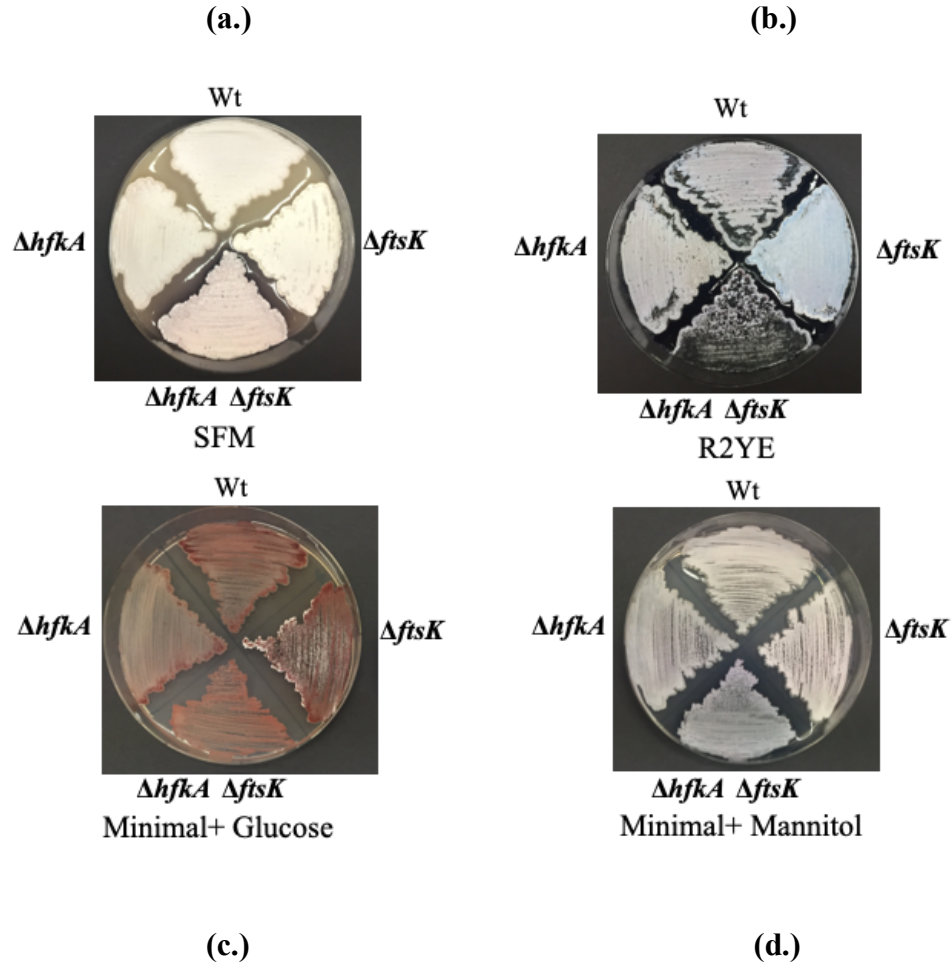 (a.)
(b.)
Wt
Wt
ΔhfkA
ΔftsK
ΔhfkA
ΔftsK
ΔhfkA ΔftsK
SFM
ΔhfkA ΔftsK
R2YE
Wt
Wt
ΔhfkA
ΔftsK
ΔhfkA
ΔftsK
ΔhfkA ΔftsK
Minimal+ Glucose
ΔhfkA ΔftsK
Minimal+ Mannitol
(c.)
(d.)